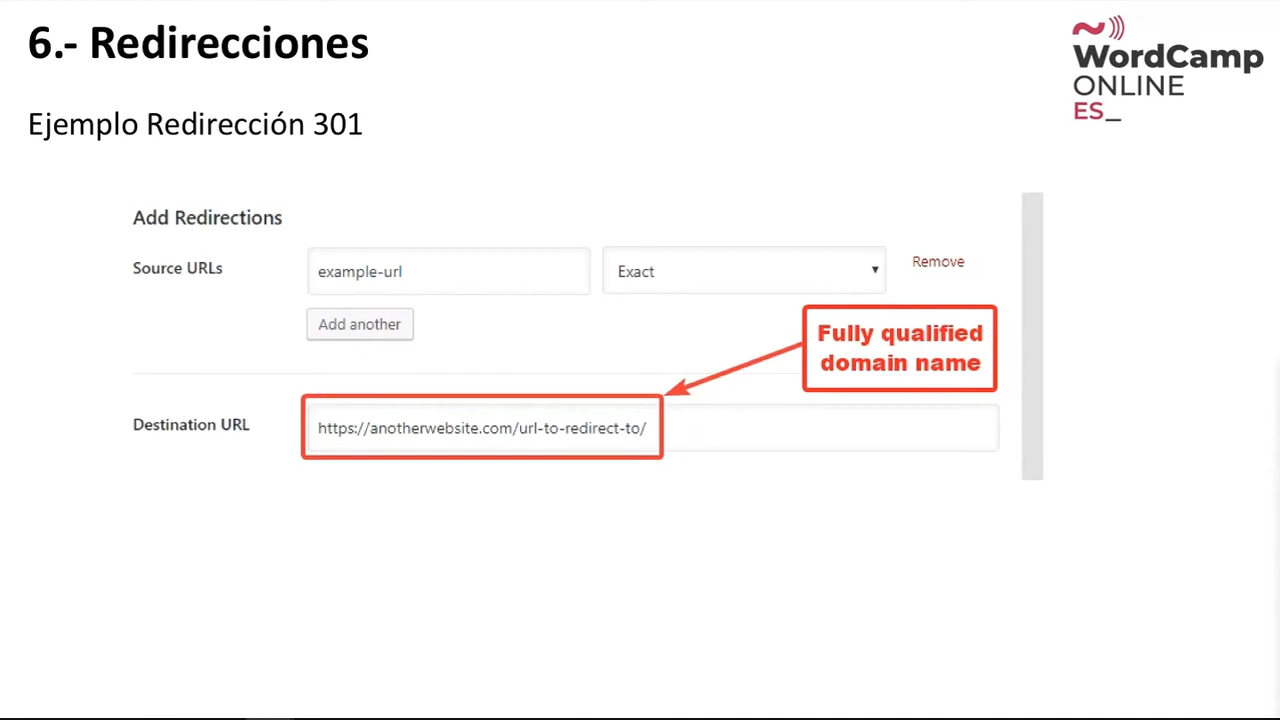 6.- Redirecciones
WordCamp
ONLINE
ES_
Ejemplo Redirección 301
Add Redirections
Source URLs
example-url
Exact
Remove
Add another
Fully qualified
domain name
Destination URL
https://anotherwebsite.com/url-to-redirect-to/